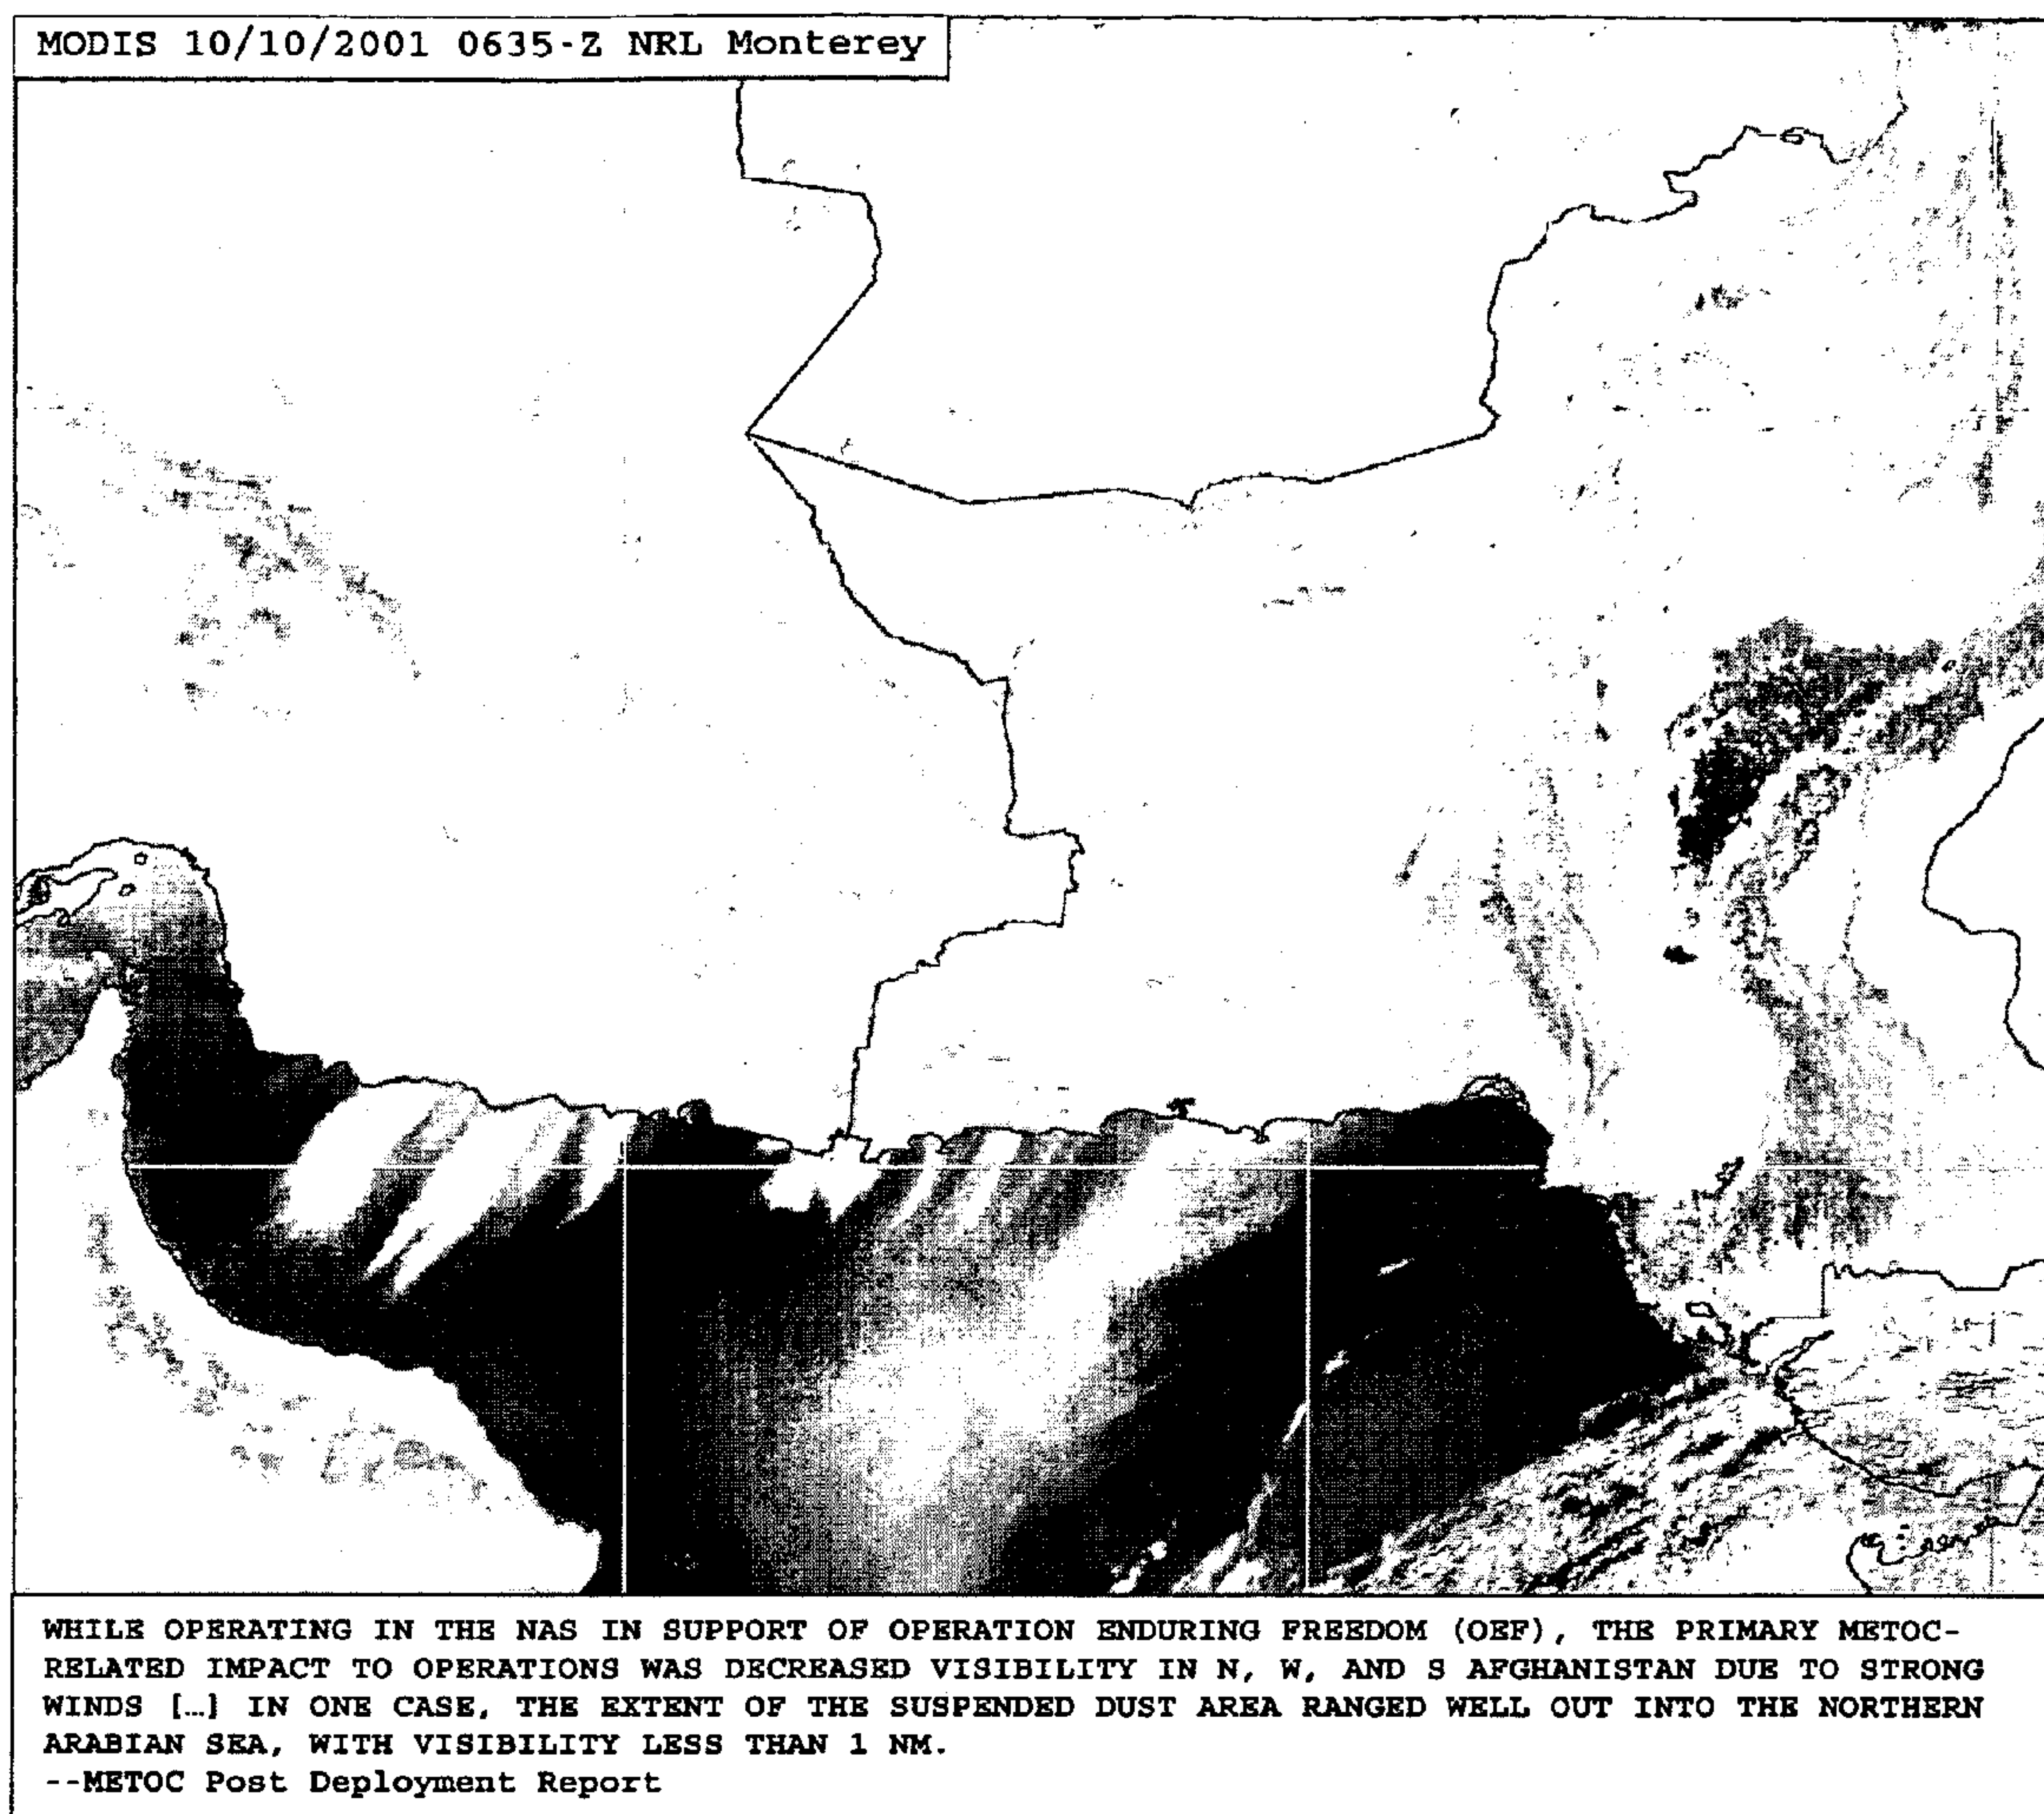 MODIS 10/10/2001 0635-Z NRL Monterey
WHILE OPERATING IN THE NAS IN SUPPORT OF OPERATION ENDURING FREEDOM (OEF), THE PRIMARY METOC-
RELATED IMPACT TO OPERATIONS WAS DECREASED VISIBILITY IN N, W, AND S AFGHANISTAN DUE TO STRONG
WINDS […] IN ONE CASE, THE EXTENT OF THE SUSPENDED DUST AREA RANGED WELL OUT INTO THE NORTHERN
ARABIAN SEA, WITH VISIBILITY LESS THAN 1 NM.
--METOC Post Deployment Report